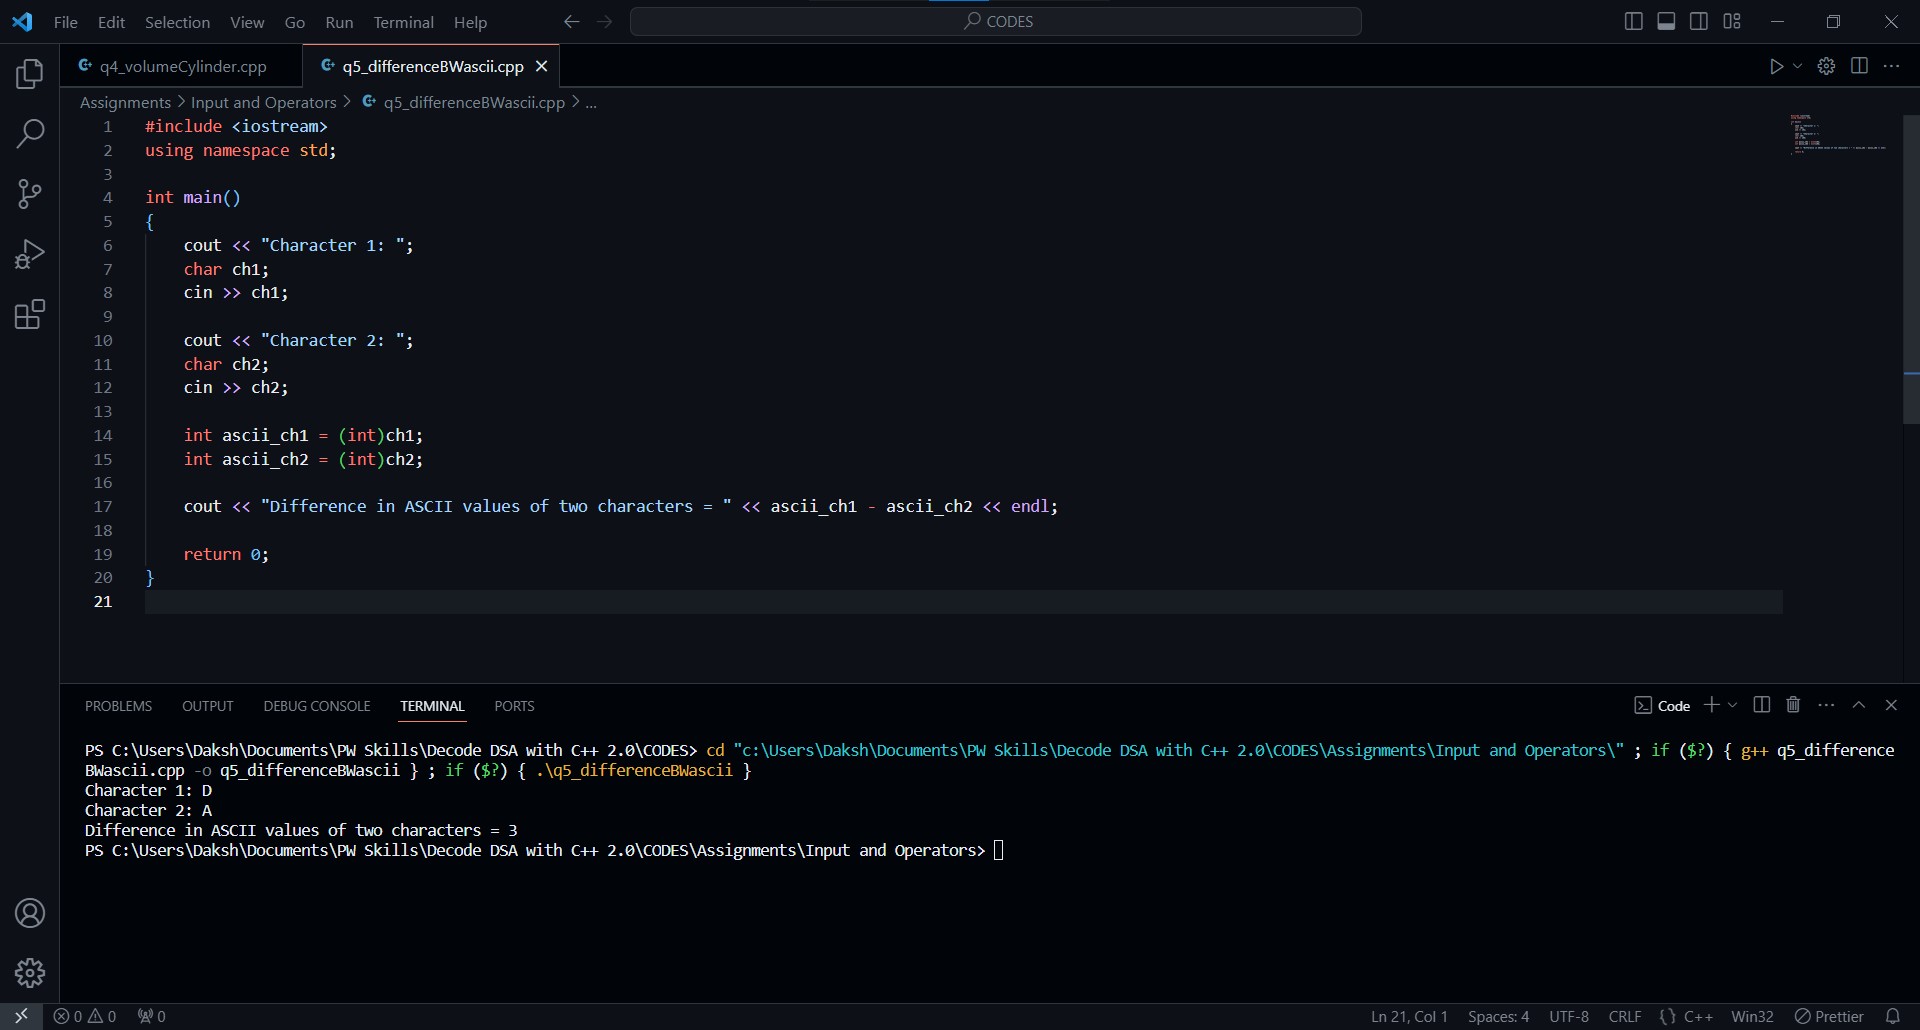 File Edit Selection View Go Run Terminal Help CODES
q4_volumeCylinder.cpp q5_differenceBWascii.cpp
Assignments > Input and Operators > q5_differenceBWascii.cpp > ...
1 #include <iostream>
2 using namespace std;
3
4 int main()
5 {
6 cout << "Character 1: ";
7 char ch1;
8 cin >> ch1;
9
10 cout << "Character 2: ";
11 char ch2;
12 cin >> ch2;
13
14 int ascii_ch1 = (int)ch1;
15 int ascii_ch2 = (int)ch2;
16
17 cout << "Difference in ASCII values of two characters = " << ascii_ch1 - ascii_ch2 << endl;
18
19 return 0;
20 }
21
PROBLEMS OUTPUT DEBUG CONSOLE TERMINAL PORTS Code
PS C:\Users\Daksh\Documents\PW Skills\Decode DSA with C++ 2.0\CODES> cd "c:\Users\Daksh\Documents\PW Skills\Decode DSA with C++ 2.0\CODES\Assignments\Input and Operators\" ; if ($?) { g++ q5_difference
BWascii.cpp -o q5_differenceBWascii } ; if ($?) { .\q5_differenceBWascii }
Character 1: D
Character 2: A
Difference in ASCII values of two characters = 3
PS C:\Users\Daksh\Documents\PW Skills\Decode DSA with C++ 2.0\CODES\Assignments\Input and Operators>
0 0 0 Ln 21, Col 1 Spaces: 4 UTF-8 CRLF {} C++ Win32 Prettier